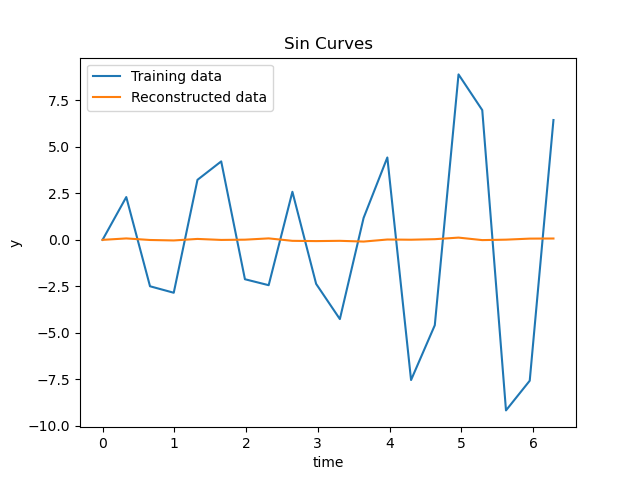 Sin Curves
Training data
Reconstructed data
7.5
5.0
2.5
0.0
−2.5
−5.0
−7.5
−10.0
y
0 1 2 3 4 5 6
time